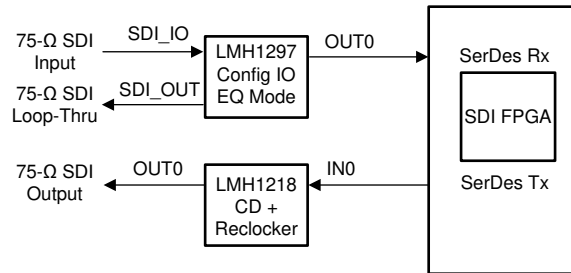 75-Ω SDI
Input
SDI_IO
LMH1297
Config IO
EQ Mode
OUT0
SDI_OUT
75-Ω SDI
Loop-Thru
SerDes Rx
SDI FPGA
SerDes Tx
75-Ω SDI
Output
OUT0
LMH1218
CD +
Reclocker
IN0